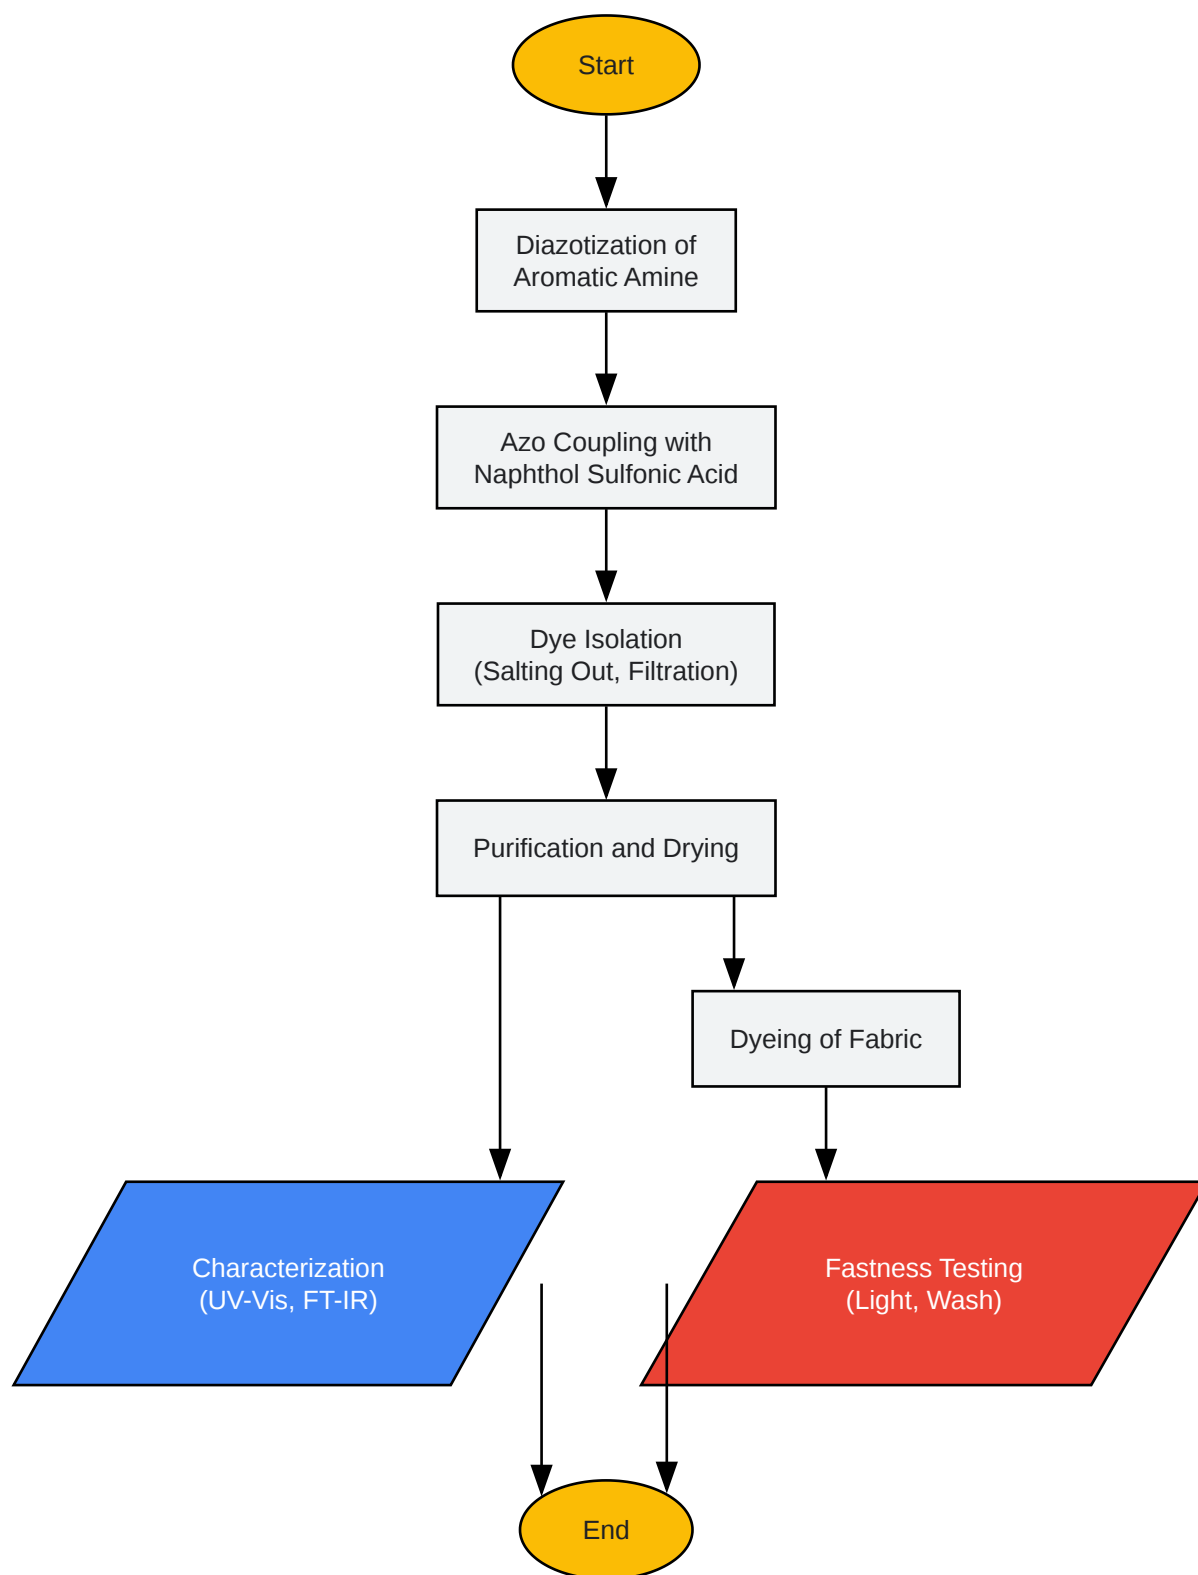 Start
Diazotization of
Aromatic Amine
Azo Coupling with
Naphthol Sulfonic Acid
Dye Isolation
(Salting Out, Filtration)
Purification and Drying
Dyeing of Fabric
Characterization
(UV-Vis, FT-IR)
Fastness Testing
(Light, Wash)
End